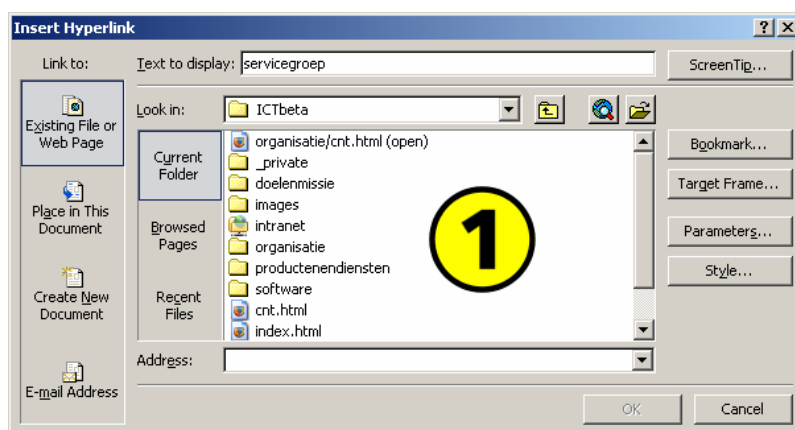 Insert Hyperlink
Link to:
Text to display: servicegroep
ScreenTip...
Existing File or
Web Page
Look in: ICTbeta
Current
Folder
Browsed
Pages
Recent
Files
organisatie/cnt.html (open)
_private
doelenmissie
images
intranet
organisatie
productenendiensten
software
cnt.html
index.html
1
Bookmark...
Target Frame...
Parameters...
Style...
Place in This
Document
Create New
Document
E-mail Address
Address:
OK
Cancel